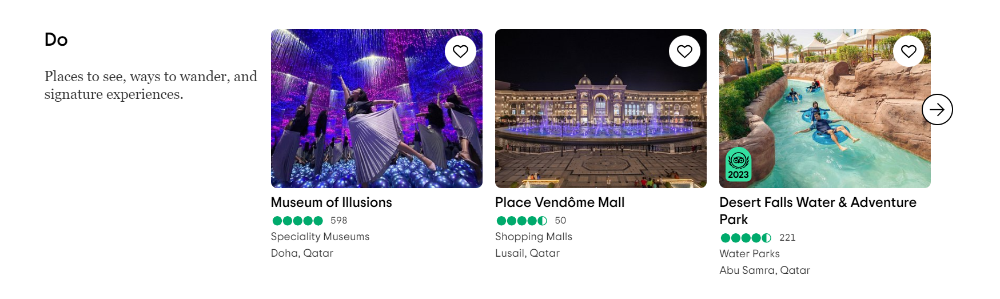 Do
Places to see, ways to wander, and
signature experiences.
2023
Museum of Illusions
598
Speciality Museums
Doha, Qatar
Place Vendôme Mall
50
Shopping Malls
Lusail, Qatar
Desert Falls Water & Adventure
Park
221
Water Parks
Abu Samra, Qatar